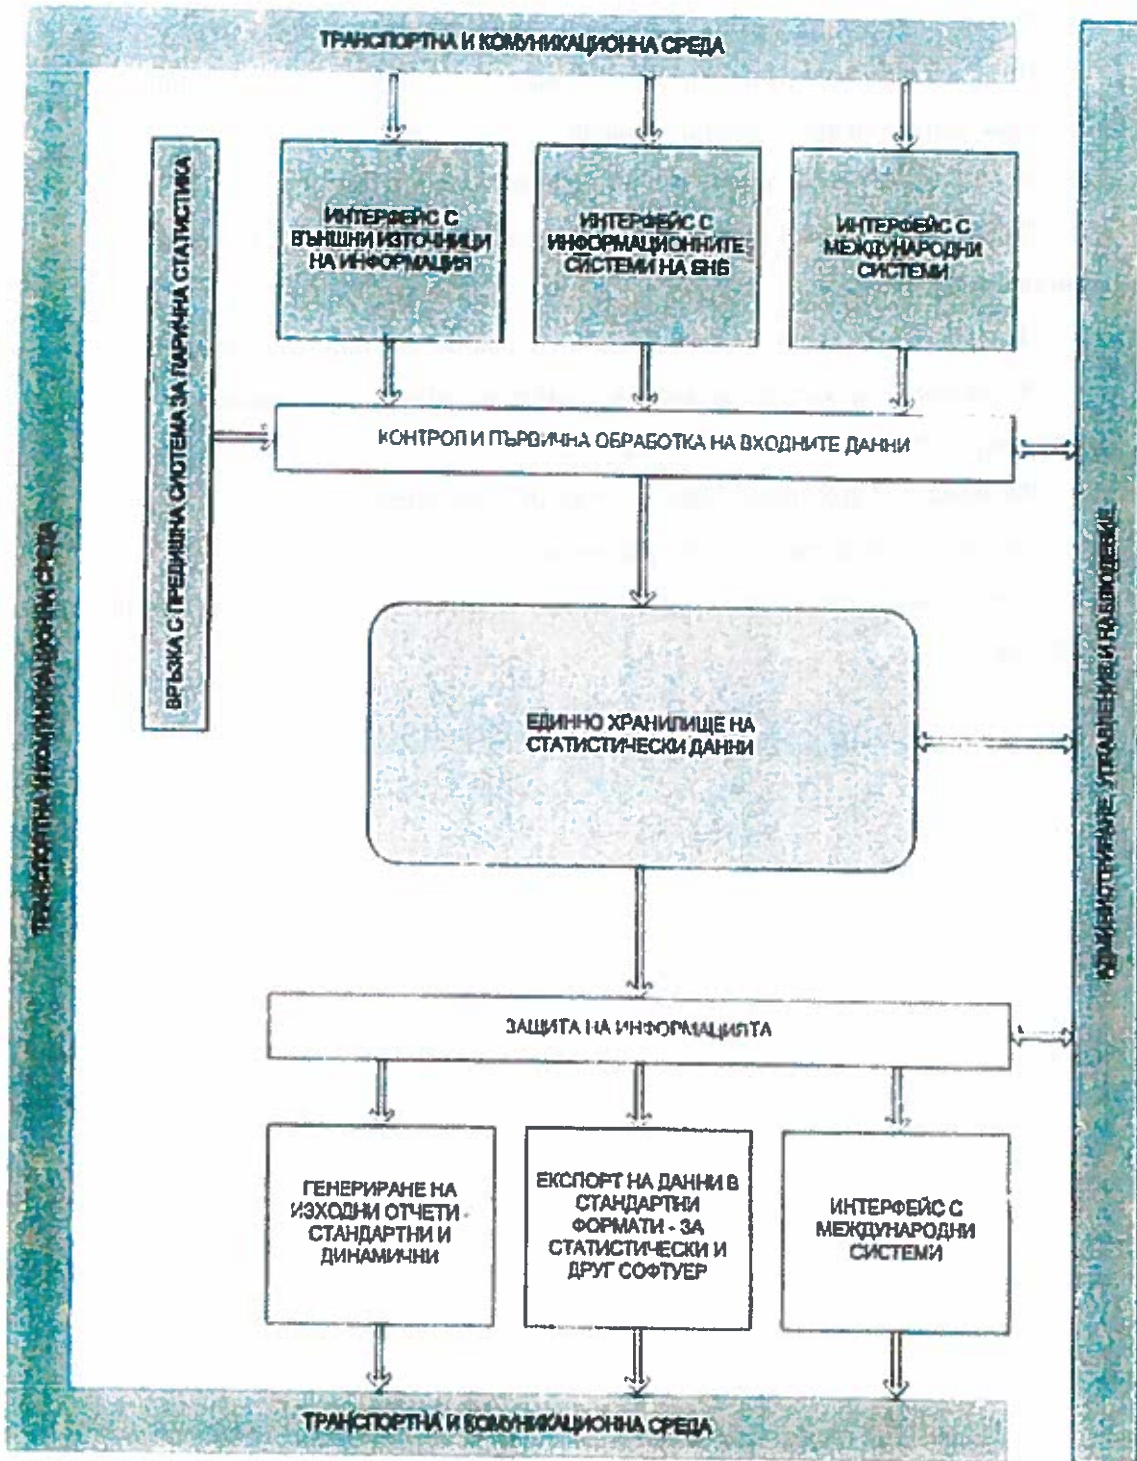 ТРАНСПОРТНА И КОМУНИКАЦИОННА СРЕДА
ИНТЕРФЕЙС С
ВЪНШНИ ИЗТОЧНИЦИ
НА ИНФОРМАЦИЯ
ИНТЕРФЕЙС С
ИНФОРМАЦИОННИТЕ
СИСТЕМИ НА БНБ
ИНТЕРФЕЙС С
МЕЖДУНАРОДНИ
СИСТЕМИ
ВРЪЗКА С ПРЕДИШНА СИСТЕМА ЗА ПАРИЧНА СТАТИСТИКА
КОНТРОЛ И ПЪРВИЧНА ОБРАБОТКА НА ВХОДНИТЕ ДАННИ
ТРАНСПОРТНА И КОМУНИКАЦИОННА СРЕДА
ЕДИННО ХРАНИЛИЩЕ НА
СТАТИСТИЧЕСКИ ДАННИ
АДМИНИСТРИРАНЕ, УПРАВЛЕНИЕ И НАБЛЮДЕНИЕ
ЗАЩИТА НА ИНФОРМАЦИЯТА
ГЕНЕРИРАНЕ НА
ИЗХОДНИ ОТЧЕТИ -
СТАНДАРТНИ И
ДИНАМИЧНИ
ЕКСПОРТ НА ДАННИ В
СТАНДАРТНИ
ФОРМАТИ - ЗА
СТАТИСТИЧЕСКИ И
ДРУГ СОФТУЕР
ИНТЕРФЕЙС С
МЕЖДУНАРОДНИ
СИСТЕМИ
ТРАНСПОРТНА И КОМУНИКАЦИОННА СРЕДА